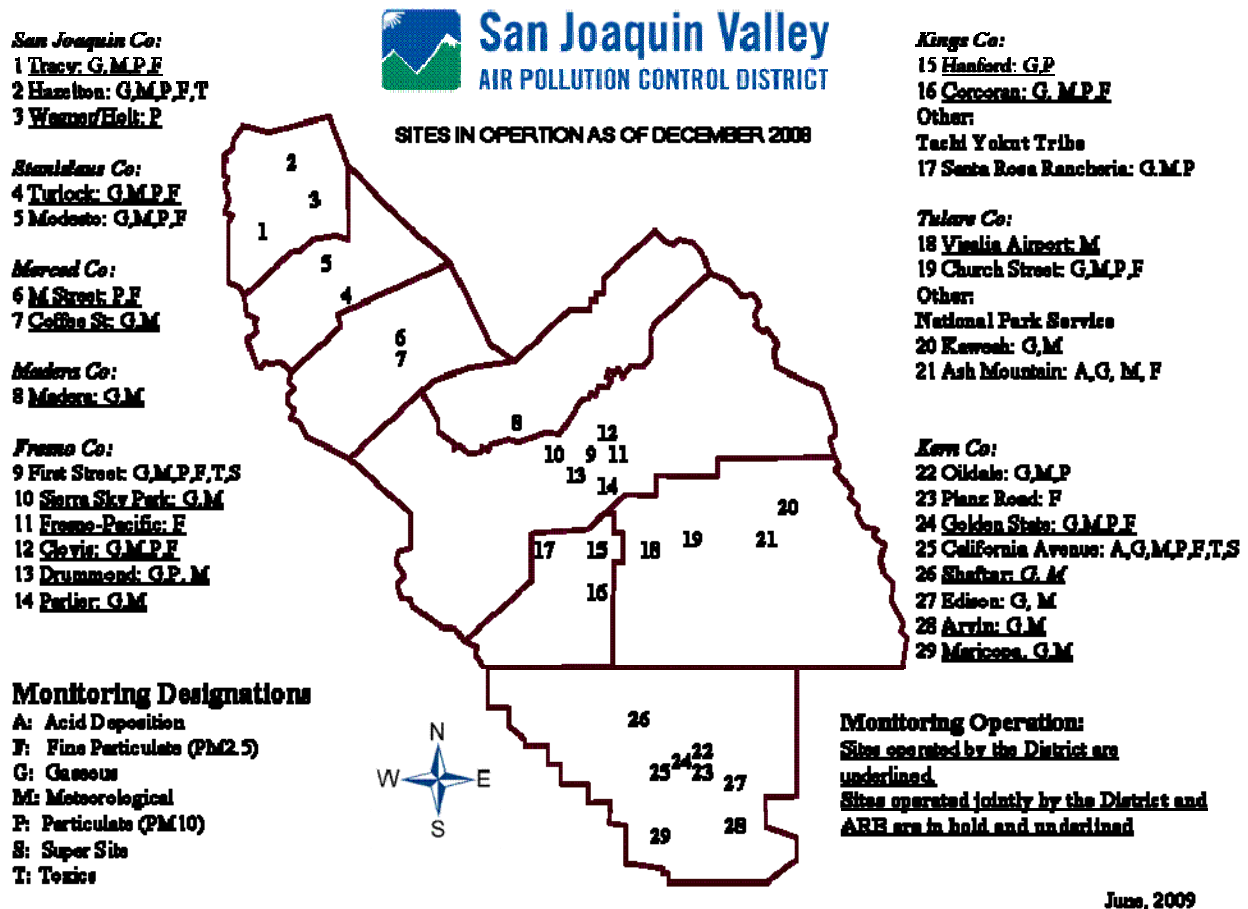 San Joaquin Valley
AIR POLLUTION CONTROL DISTRICT
SITES IN OPERTION AS OF DECEMBER 2008
San Joaquin Co:
1 Tracy: G,M,P,F
2 Hazelton: G,M,P,F,T
3 Wagner/Holt: P
Stanislaus Co:
4 Turlock: G,M,P,F
5 Modesto: G,M,P,F
Merced Co:
6 M Street: P,F
7 Coffee St: G,M
Madera Co:
8 Madera: G,M
Fresno Co:
9 First Street: G,M,P,F,T,S
10 Sierra Sky Park: G,M
11 Fresno-Pacific: F
12 Clovis: G,M,P,F
13 Drummond: G,P, M
14 Parlier: G,M
Monitoring Designations
A: Acid Deposition
F: Fine Particulate (PM2.5)
G: Gaseous
M: Meteorological
P: Particulate (PM10)
S: Super Site
T: Toxics
2
3
1
5
4
6
7
8
12
10 9 11
13
14
20
17 15 18 19 21
16
26
22
24
25 23
27
28
29
N
W E
S
Kings Co:
15 Hanford: G,P
16 Corcoran: G, M,P,F
Other:
Tachi Yokut Tribe
17 Santa Rosa Rancheria: G,M,P
Tulare Co:
18 Visalia Airport: M
19 Church Street: G,M,P,F
Other:
National Park Service
20 Kaweah: G,M
21 Ash Mountain: A,G, M, F
Kern Co:
22 Oildale: G,M,P
23 Planz Road: F
24 Golden State: G,M,P,F
25 California Avenue: A,G,M,P,F,T,S
26 Shafter: G, M
27 Edison: G, M
28 Arvin: G,M
29 Maricopa, G,M
Monitoring Operation:
Sites operated by the District are
underlined.
Sites operated jointly by the District and
ARB are in bold and underlined
June, 2009